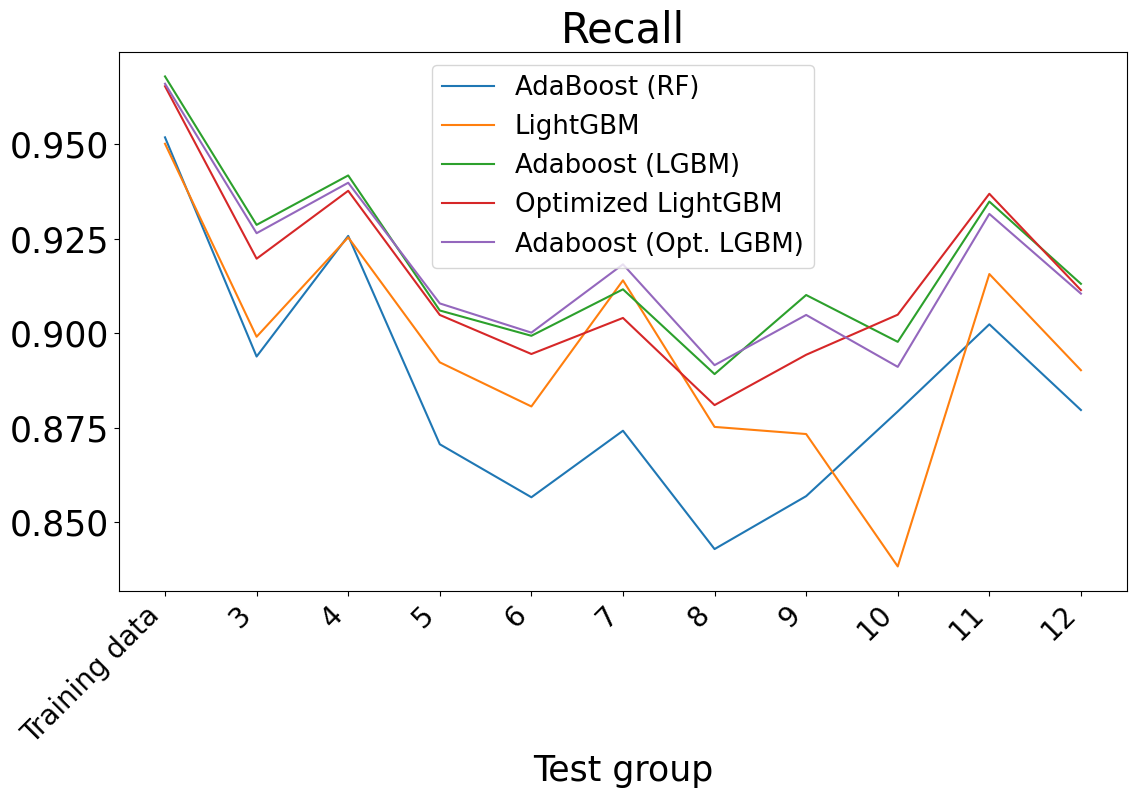 Recall
AdaBoost (RF)
LightGBM
Adaboost (LGBM)
Optimized LightGBM
Adaboost (Opt. LGBM)
0.950
0.925
0.900
0.875
0.850
Training data
3
4
5
6
7
8
9
10
11
12
Test group